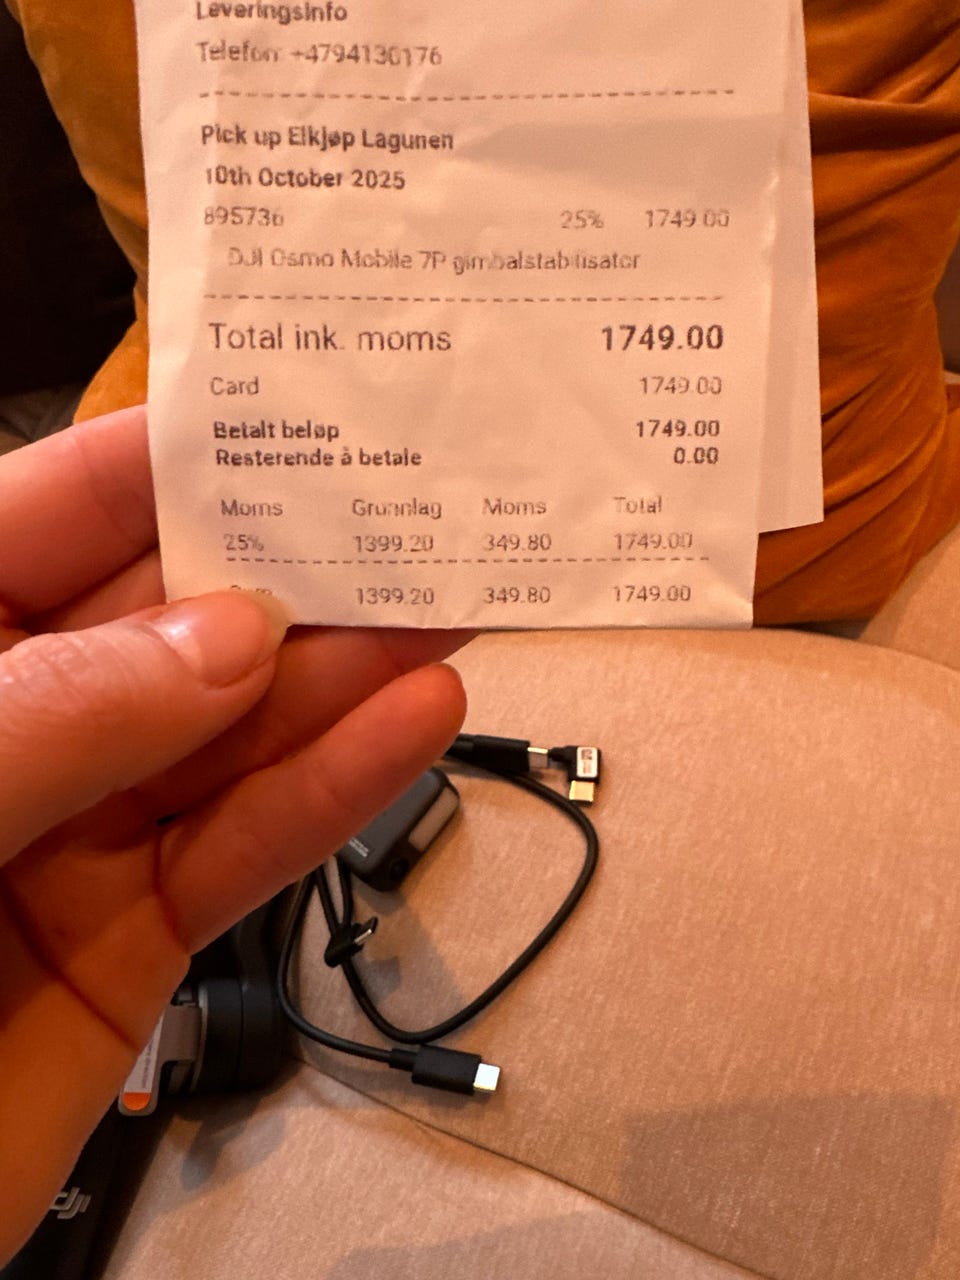 Leveringsinfo
Telefon: +4794130176
Pick up Elkjøp Lagunen
10th October 2025
895736 25% 1749.00
DJI Osmo Mobile 7P gimbalstabilisator
Total ink. moms 1749.00
Card 1749.00
Betalt beløp 1749.00
Resterende å betale 0.00
Moms Grunnlag Moms Total
25% 1399.20 349.80 1749.00
1399.20 349.80 1749.00
dji